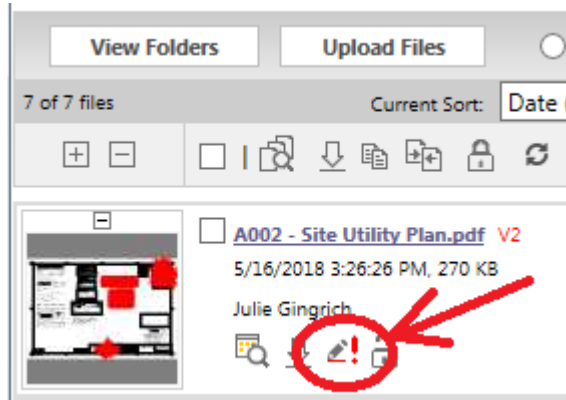 View Folders Upload Files
7 of 7 files Current Sort: Date (
A002 - Site Utility Plan.pdf V2
5/16/2018 3:26:26 PM, 270 KB
Julie Gingrich